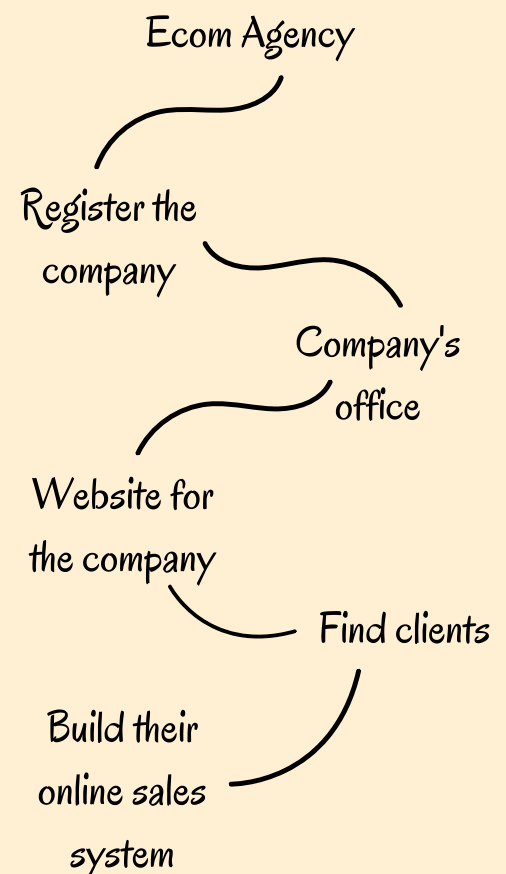 Ecom Agency
Register the
company
Company's
office
Website for
the company
Find clients
Build their
online sales
system